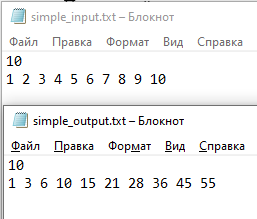 simple_input.txt – Блокнот
Файл Правка Формат Вид Справка
10
1 2 3 4 5 6 7 8 9 10
simple_output.txt – Блокнот
Файл Правка Формат Вид Справка
10
1 3 6 10 15 21 28 36 45 55